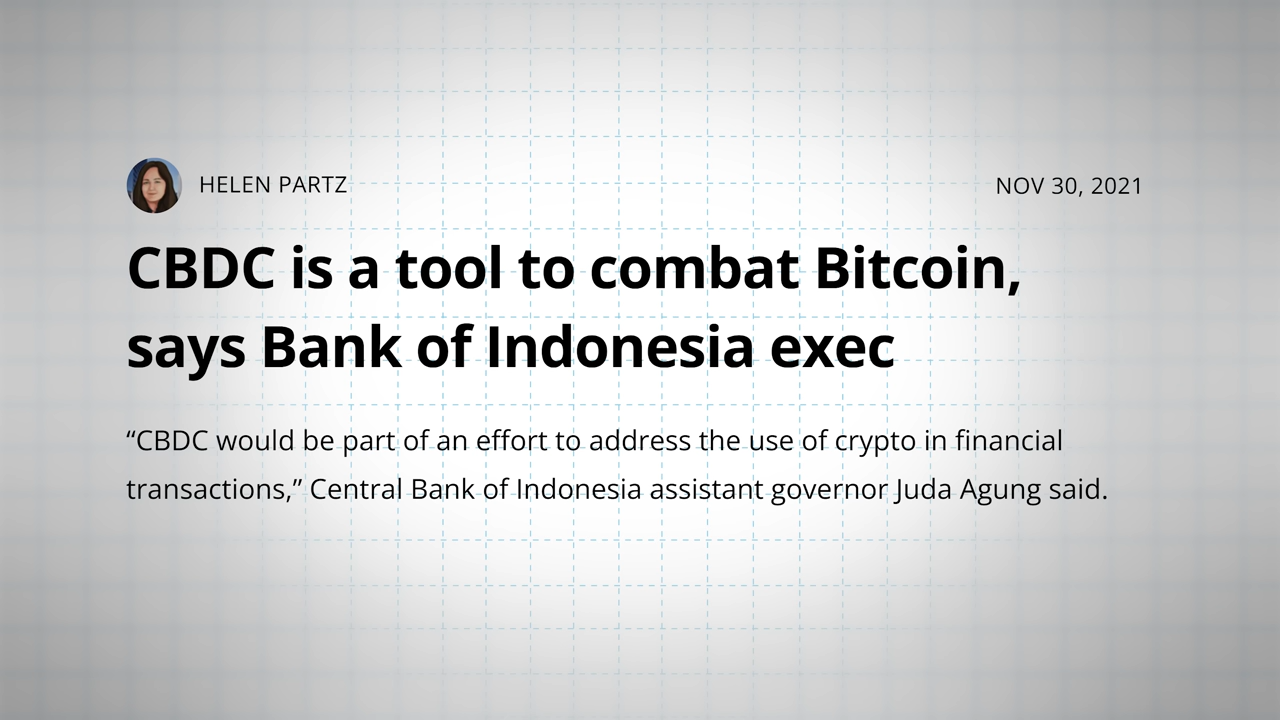 HELEN PARTZ
NOV 30, 2021
CBDC is a tool to combat Bitcoin,
says Bank of Indonesia exec
“CBDC would be part of an effort to address the use of crypto in financial
transactions,” Central Bank of Indonesia assistant governor Juda Agung said.